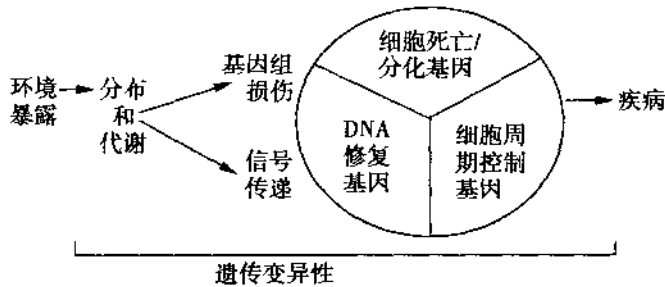 环境
暴露
分布
和
代谢
基因组
损伤
信号
传递
细胞死亡/
分化基因
DNA
修复
基因
细胞周
期控制
基因
疾病
遗传变异性